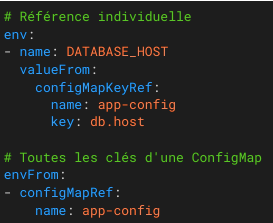 # Référence individuelle
env:
- name: DATABASE_HOST
  valueFrom:
    configMapKeyRef:
      name: app-config
      key: db.host

# Toutes les clés d'une ConfigMap
envFrom:
- configMapRef:
    name: app-config